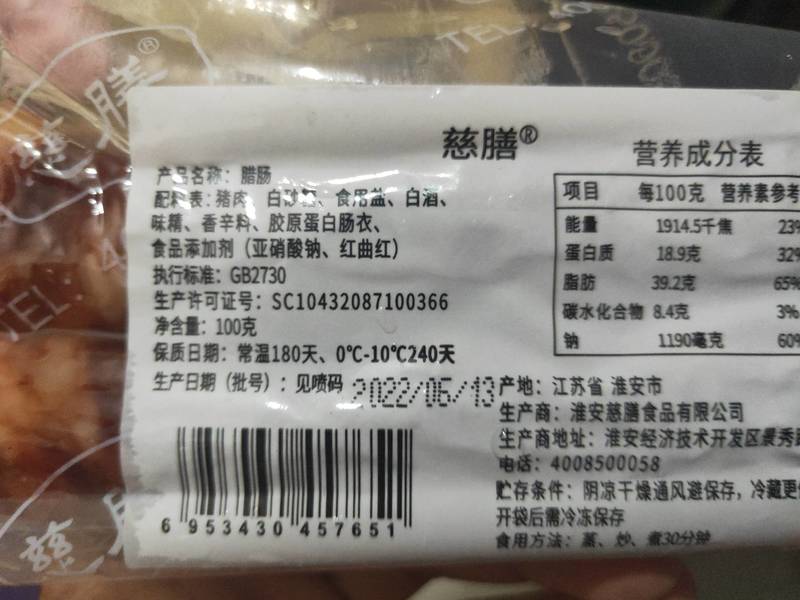 慈膳®
TEL:
慈膳®
产品名称：腊肠
配料表：猪肉、白砂糖、食用盐、白酒、
味精、香辛料、胶原蛋白肠衣、
食品添加剂（亚硝酸钠、红曲红）
执行标准：GB2730
生产许可证号：SC10432087100366
净含量：100克
保质日期：常温180天、0℃-10℃240天
生产日期（批号）：见喷码 2022/05/13
6 953430 457651
营养成分表
项目 每100克 营养素参考
能量 1914.5千焦 23%
蛋白质 18.9克 32%
脂肪 39.2克 65%
碳水化合物 8.4克 3%
钠 1190毫克 60%
产地：江苏省 淮安市
生产商：淮安慈膳食品有限公司
生产商地址：淮安经济技术开发区景秀
电话：4008500058
贮存条件：阴凉干燥通风避保存，冷藏更
开袋后需冷冻保存
食用方法：蒸、炒、煮30分钟
TEL: